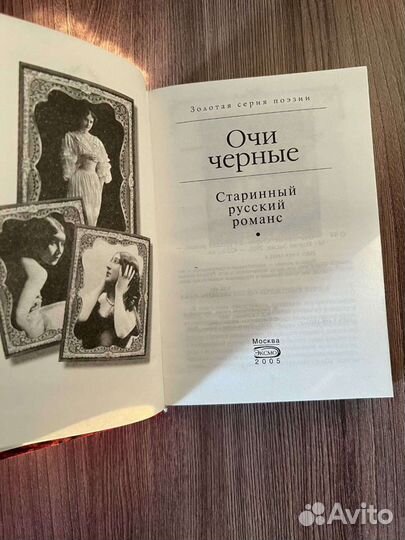 Золотая серия поэзии
Очи
черные
Старинный
русский
романс
Москва
ЭКСМО
2005
Avito